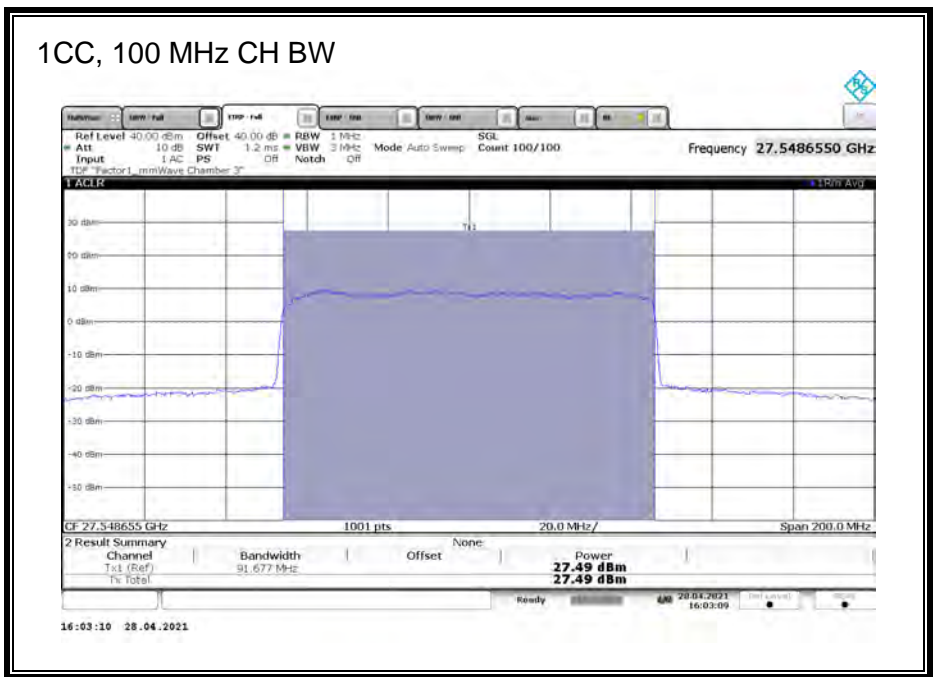 1CC, 100 MHz CH BW
Ref Level 40.00 dBm Offset 40.00 dB RBW 1 MHz SGL
Att 10 dB SWT 1.2 ms VBW 3 MHz Mode Auto Sweep Count 100/100 Frequency 27.5486550 GHz
Input 1 AC PS Off Notch Off
TDF "Factor1_mmWave Chamber 3"
1 ACLR 1Rm Avg
Tx1
20 dBm
10 dBm
0 dBm
-10 dBm
-20 dBm
-30 dBm
-40 dBm
-50 dBm
CF 27.548655 GHz 1001 pts 20.0 MHz/ Span 200.0 MHz
2 Result Summary None
Channel Bandwidth Offset Power
Tx1 (Ref) 91.677 MHz 27.49 dBm
Tx Total 27.49 dBm
Ready 28.04.2021
16:03:09
16:03:10 28.04.2021